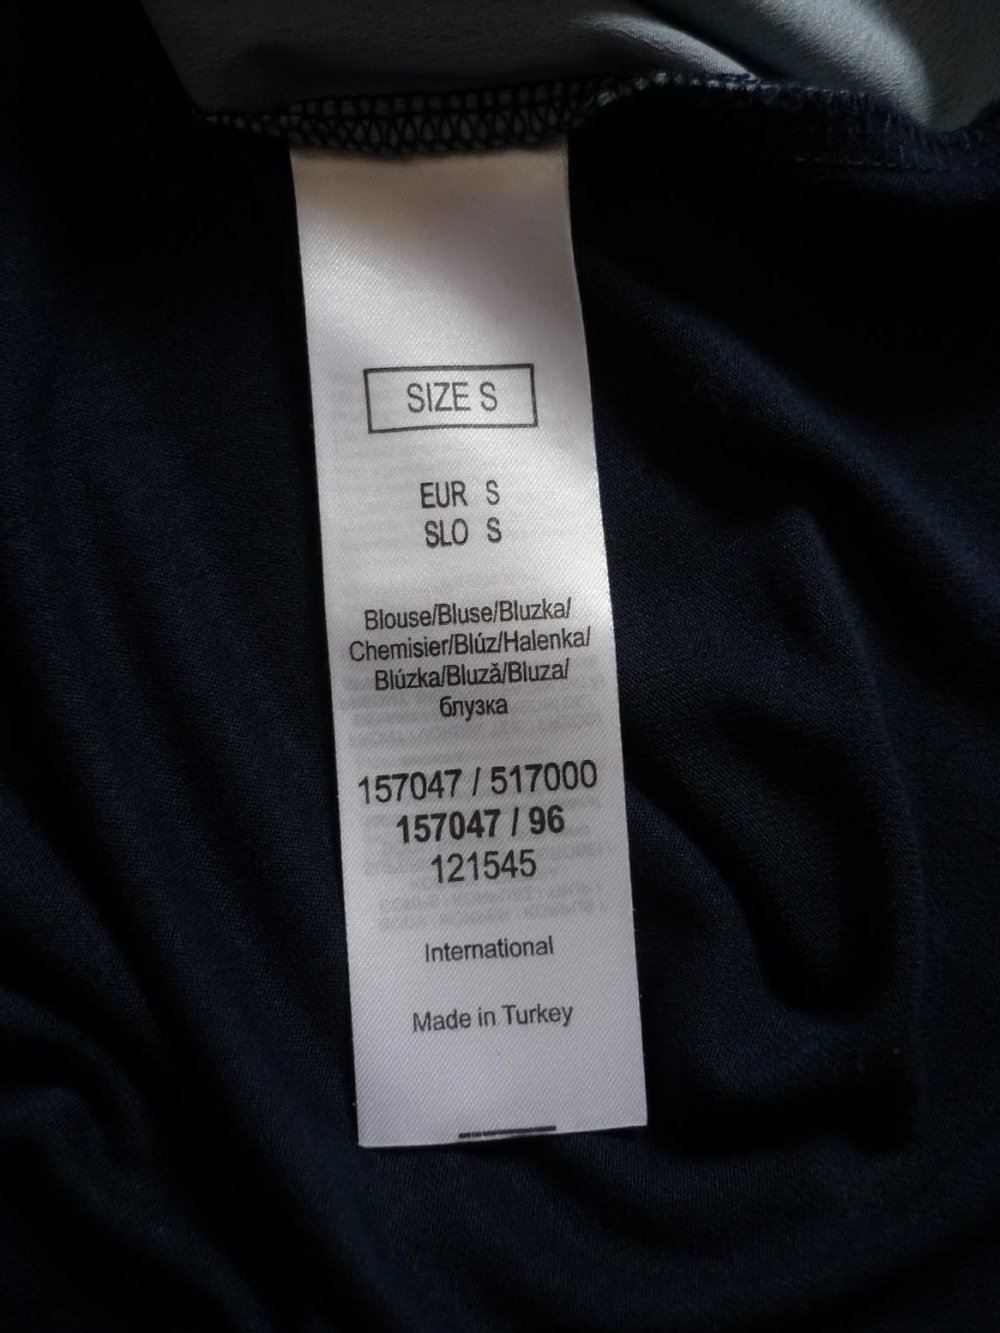 SIZE S
EUR S
SLO S
Blouse/Bluse/Bluzka/
Chemisier/Blúz/Halenka/
Blúzka/Bluză/Bluza/
блузка
157047 / 517000
157047 / 96
121545
International
Made in Turkey